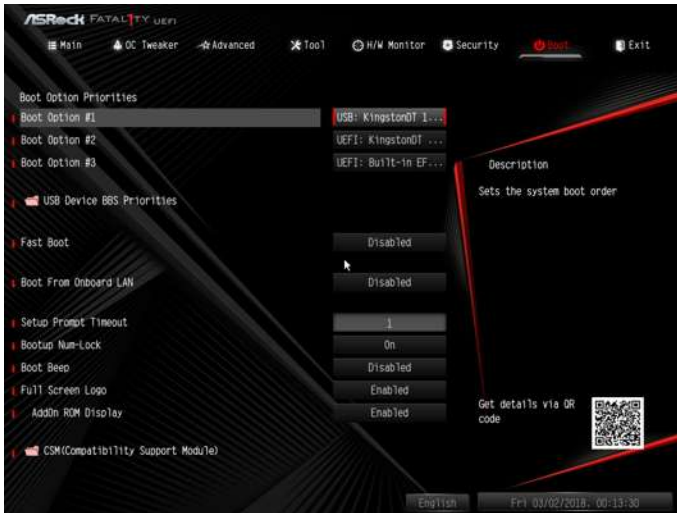 ASRock FATAL1TY UEFI
Main OC Tweaker Advanced Tool H/W Monitor Security Boot Exit
Boot Option Priorities
Boot Option #1 USB: KingstonDT 1...
Boot Option #2 UEFI: KingstonDT ...
Boot Option #3 UEFI: Built-in EF...
Description
Sets the system boot order
USB Device BBS Priorities
Fast Boot Disabled
Boot From Onboard LAN Disabled
Setup Prompt Timeout 1
Bootup Num-Lock On
Boot Beep Disabled
Full Screen Logo Enabled
AddOn ROM Display Enabled
Get details via QR
code
CSM(Compatibility Support Module)
English Fri 03/02/2018. 00:13:30